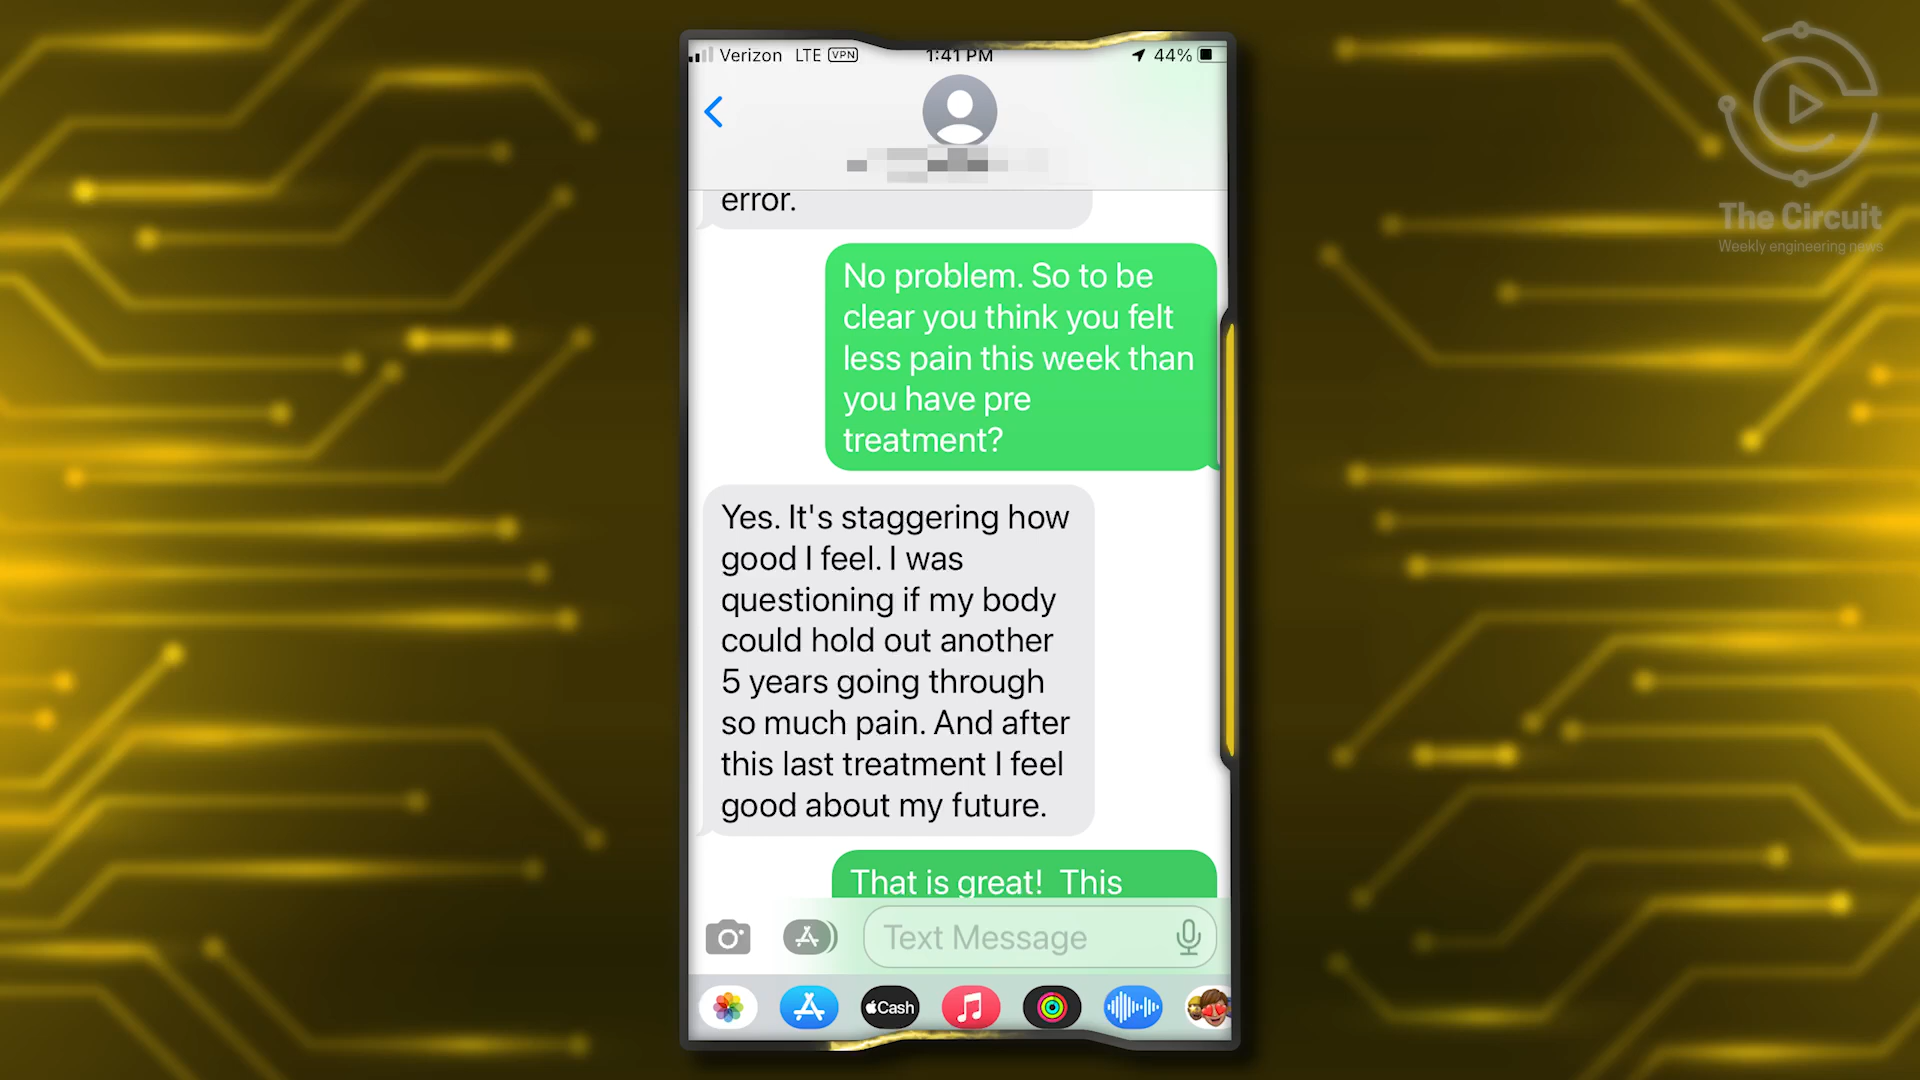 Verizon LTE VPN 1:41 PM 44%
The Circuit
Weekly engineering news
error.
No problem. So to be
clear you think you felt
less pain this week than
you have pre
treatment?
Yes. It's staggering how
good I feel. I was
questioning if my body
could hold out another
5 years going through
so much pain. And after
this last treatment I feel
good about my future.
That is great! This
Text Message
Cash